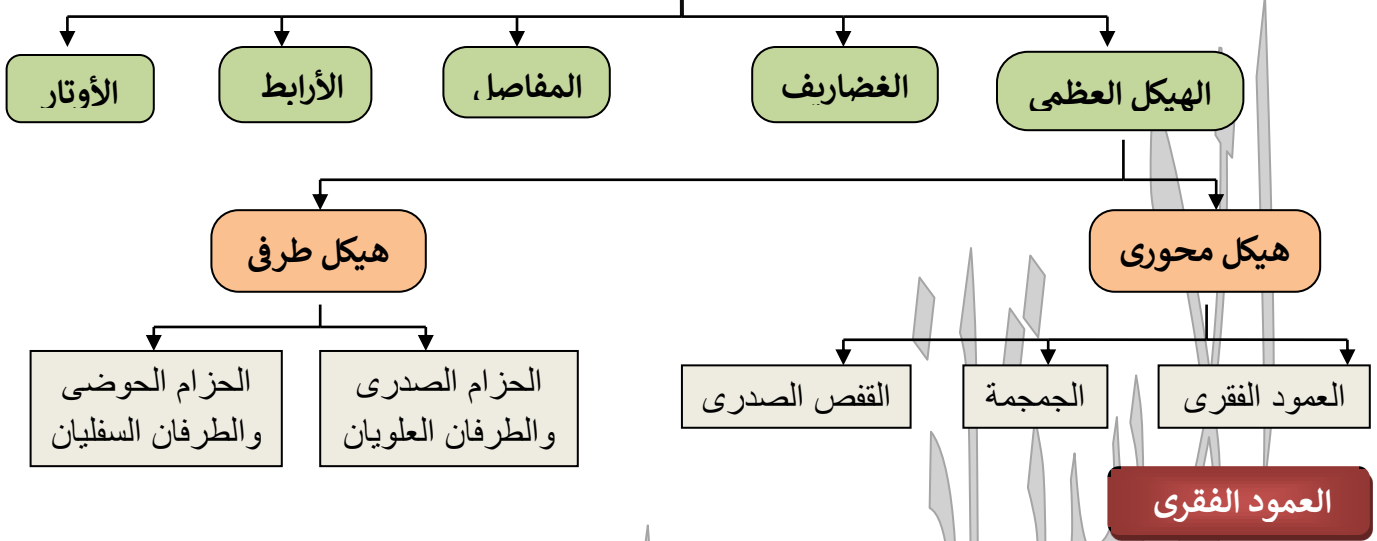 الهيكل العظمى
الغضاريف
المفاصل
الأرابط
الأوتار
هيكل محورى
هيكل طرفى
العمود الفقرى
الجمجمة
القفص الصدرى
الحزام الصدرى
والطرفان العلويان
الحزام الحوضى
والطرفان السفليان
العمود الفقرى